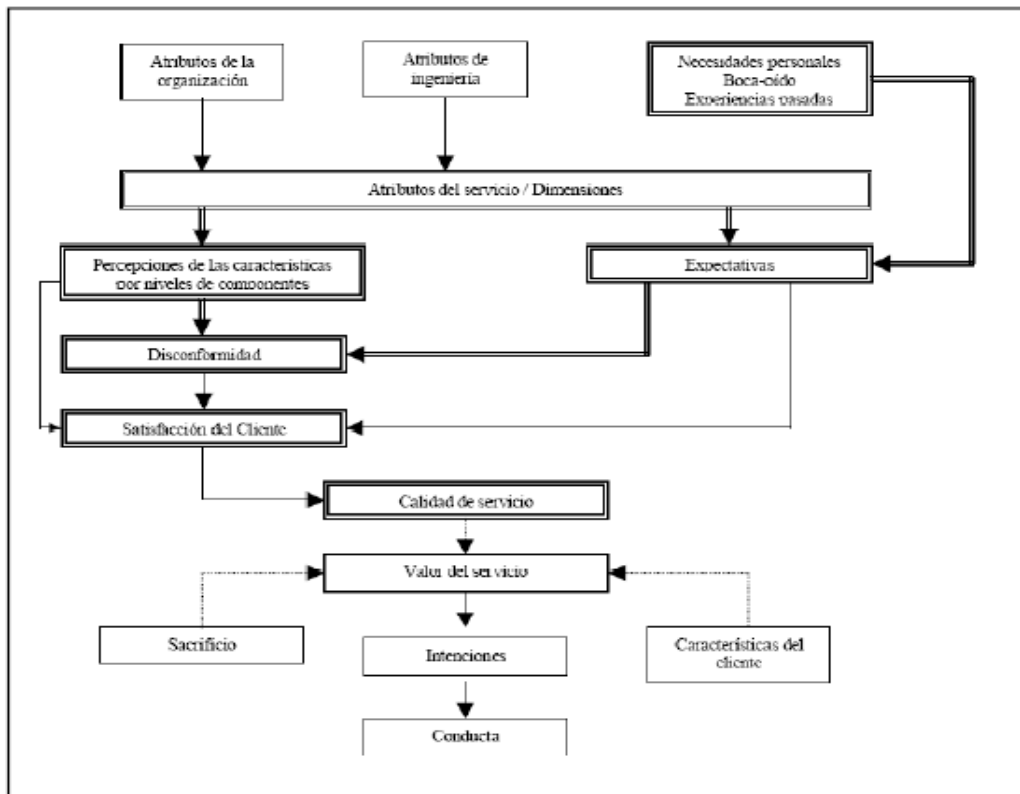 Atributos de la
organización
Atributos de
ingeniería
Necesidades personales
Boca-oído
Experiencias pasadas
Atributos del servicio / Dimensiones
Percepciones de las características
por niveles de componentes
Expectativas
Disconformidad
Satisfacción del Cliente
Calidad de servicio
Valor del servicio
Sacrificio
Intenciones
Características del
cliente
Conducta